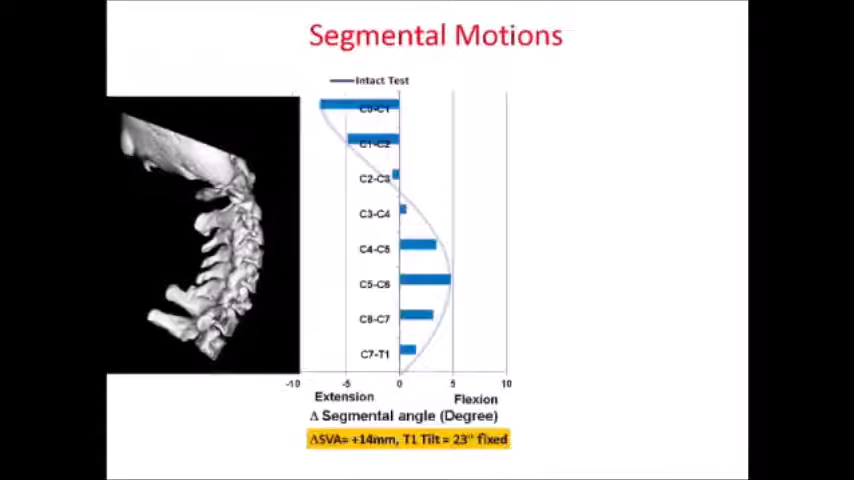 Segmental Motions
Intact Test
C0-C1
C1-C2
C2-C3
C3-C4
C4-C5
C5-C6
C6-C7
C7-T1
-10 -5 0 5 10
Extension Flexion
Δ Segmental angle (Degree)
ΔSVA= +14mm, T1 Tilt = 23° fixed